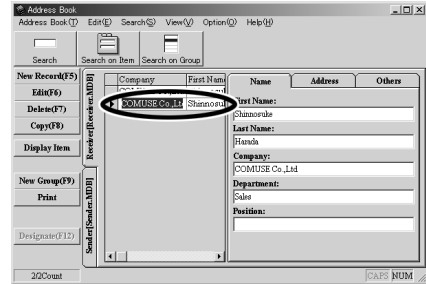 Address Book
Address Book(T) Edit(E) Search(S) View(V) Option(O) Help(H)
Search
Search on Item
Search on Group
New Record(F5)
Edit(F6)
Delete(F7)
Copy(F8)
Display Item
New Group(F9)
Print
Designate(F12)
Receiver[Receiver.MDB]
Sender[Sender.MDB]
Company First Nam
COMUSE Co.,Lt Shinnosul
Name Address Others
First Name:
Shinnosuke
Last Name:
Harada
Company:
COMUSE Co.,Ltd
Department:
Sales
Position:
2/2Count
CAPS NUM